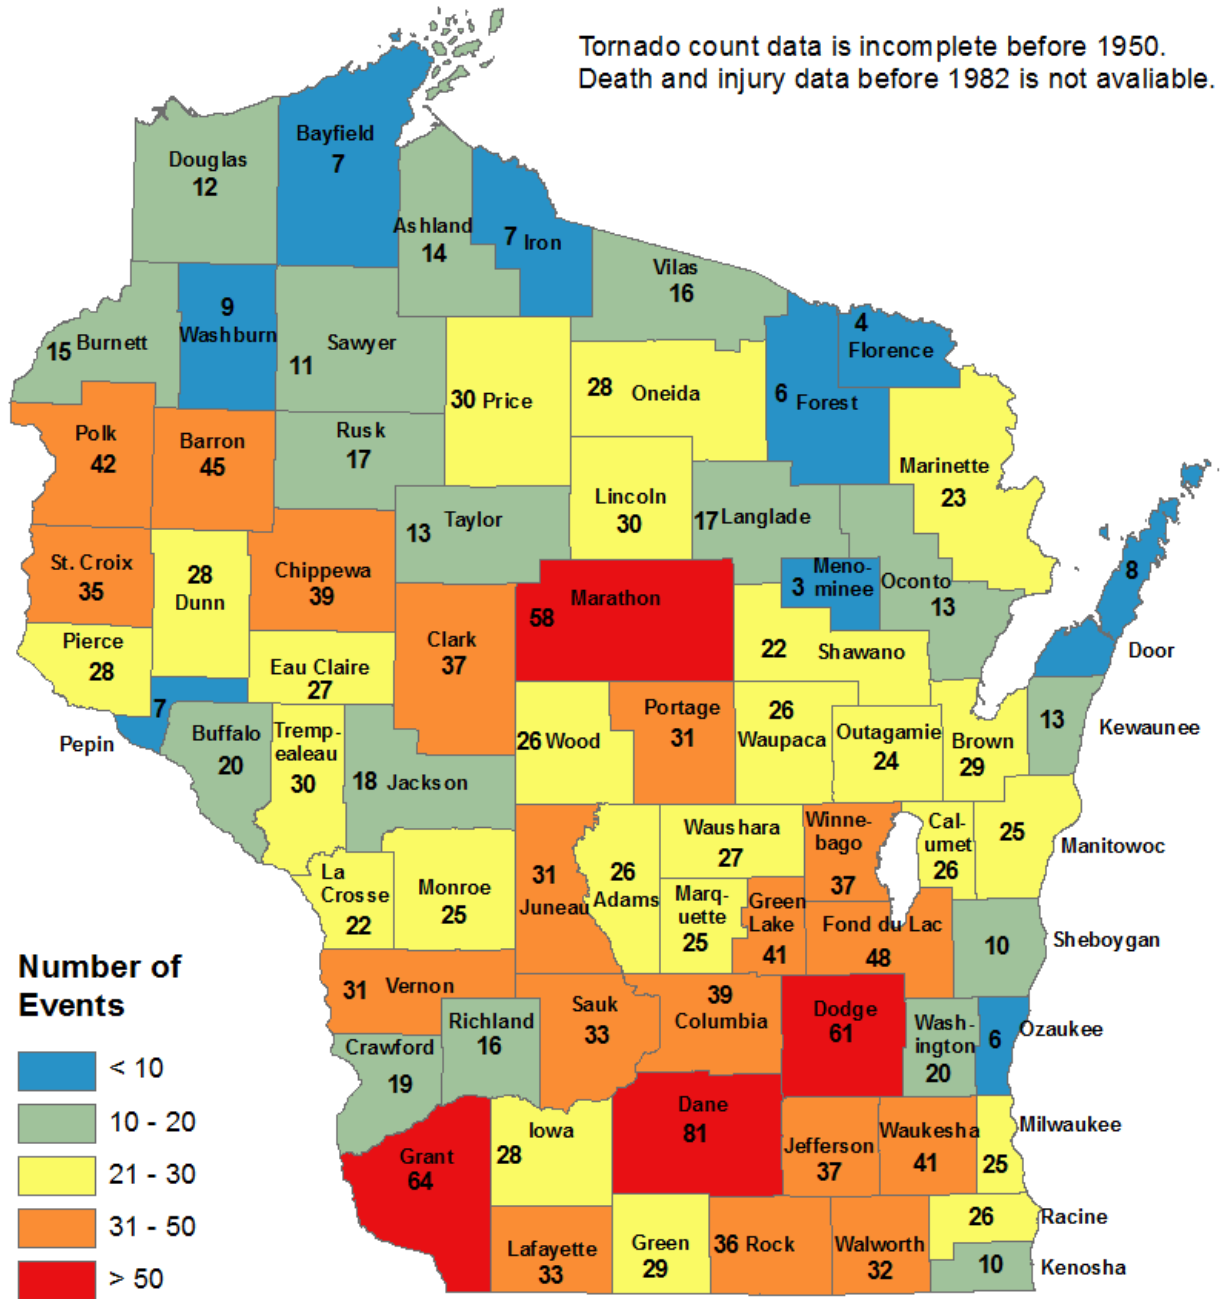 Tornado count data is incomplete before 1950.
Death and injury data before 1982 is not avaliable.
Bayfield
7
Douglas
12
Ashland
14
7 Iron
Vilas
16
9
Washburn
15 Burnett
Sawyer
11
4
Florence
30 Price
28 Oneida
6 Forest
Polk
42
Barron
45
Rusk
17
Marinette
23
Lincoln
30
13 Taylor
17 Langlade
St. Croix
35
28
Dunn
Chippewa
39
58 Marathon
3 Meno-
minee
Oconto
13
8
Door
Pierce
28
Eau Claire
27
Clark
37
22 Shawano
7
Pepin
Buffalo
20
Tremp-
ealeau
30
18 Jackson
26 Wood
Portage
31
26
Waupaca
Outagamie
24
Brown
29
13
Kewaunee
La
Crosse
22
Monroe
25
31
Juneau
26
Adams
Waushara
27
Winne-
bago
37
Cal-
umet
26
25
Manitowoc
Marq-
uette
25
Green
Lake
41
Fond du Lac
48
10
Sheboygan
31 Vernon
Richland
16
Sauk
33
39
Columbia
Dodge
61
Wash-
ington
20
6
Ozaukee
Crawford
19
Grant
64
Iowa
28
Dane
81
Jefferson
37
Waukesha
41
Milwaukee
25
Lafayette
33
Green
29
36 Rock
Walworth
32
26
Racine
10
Kenosha
Number of
Events
< 10
10 - 20
21 - 30
31 - 50
> 50